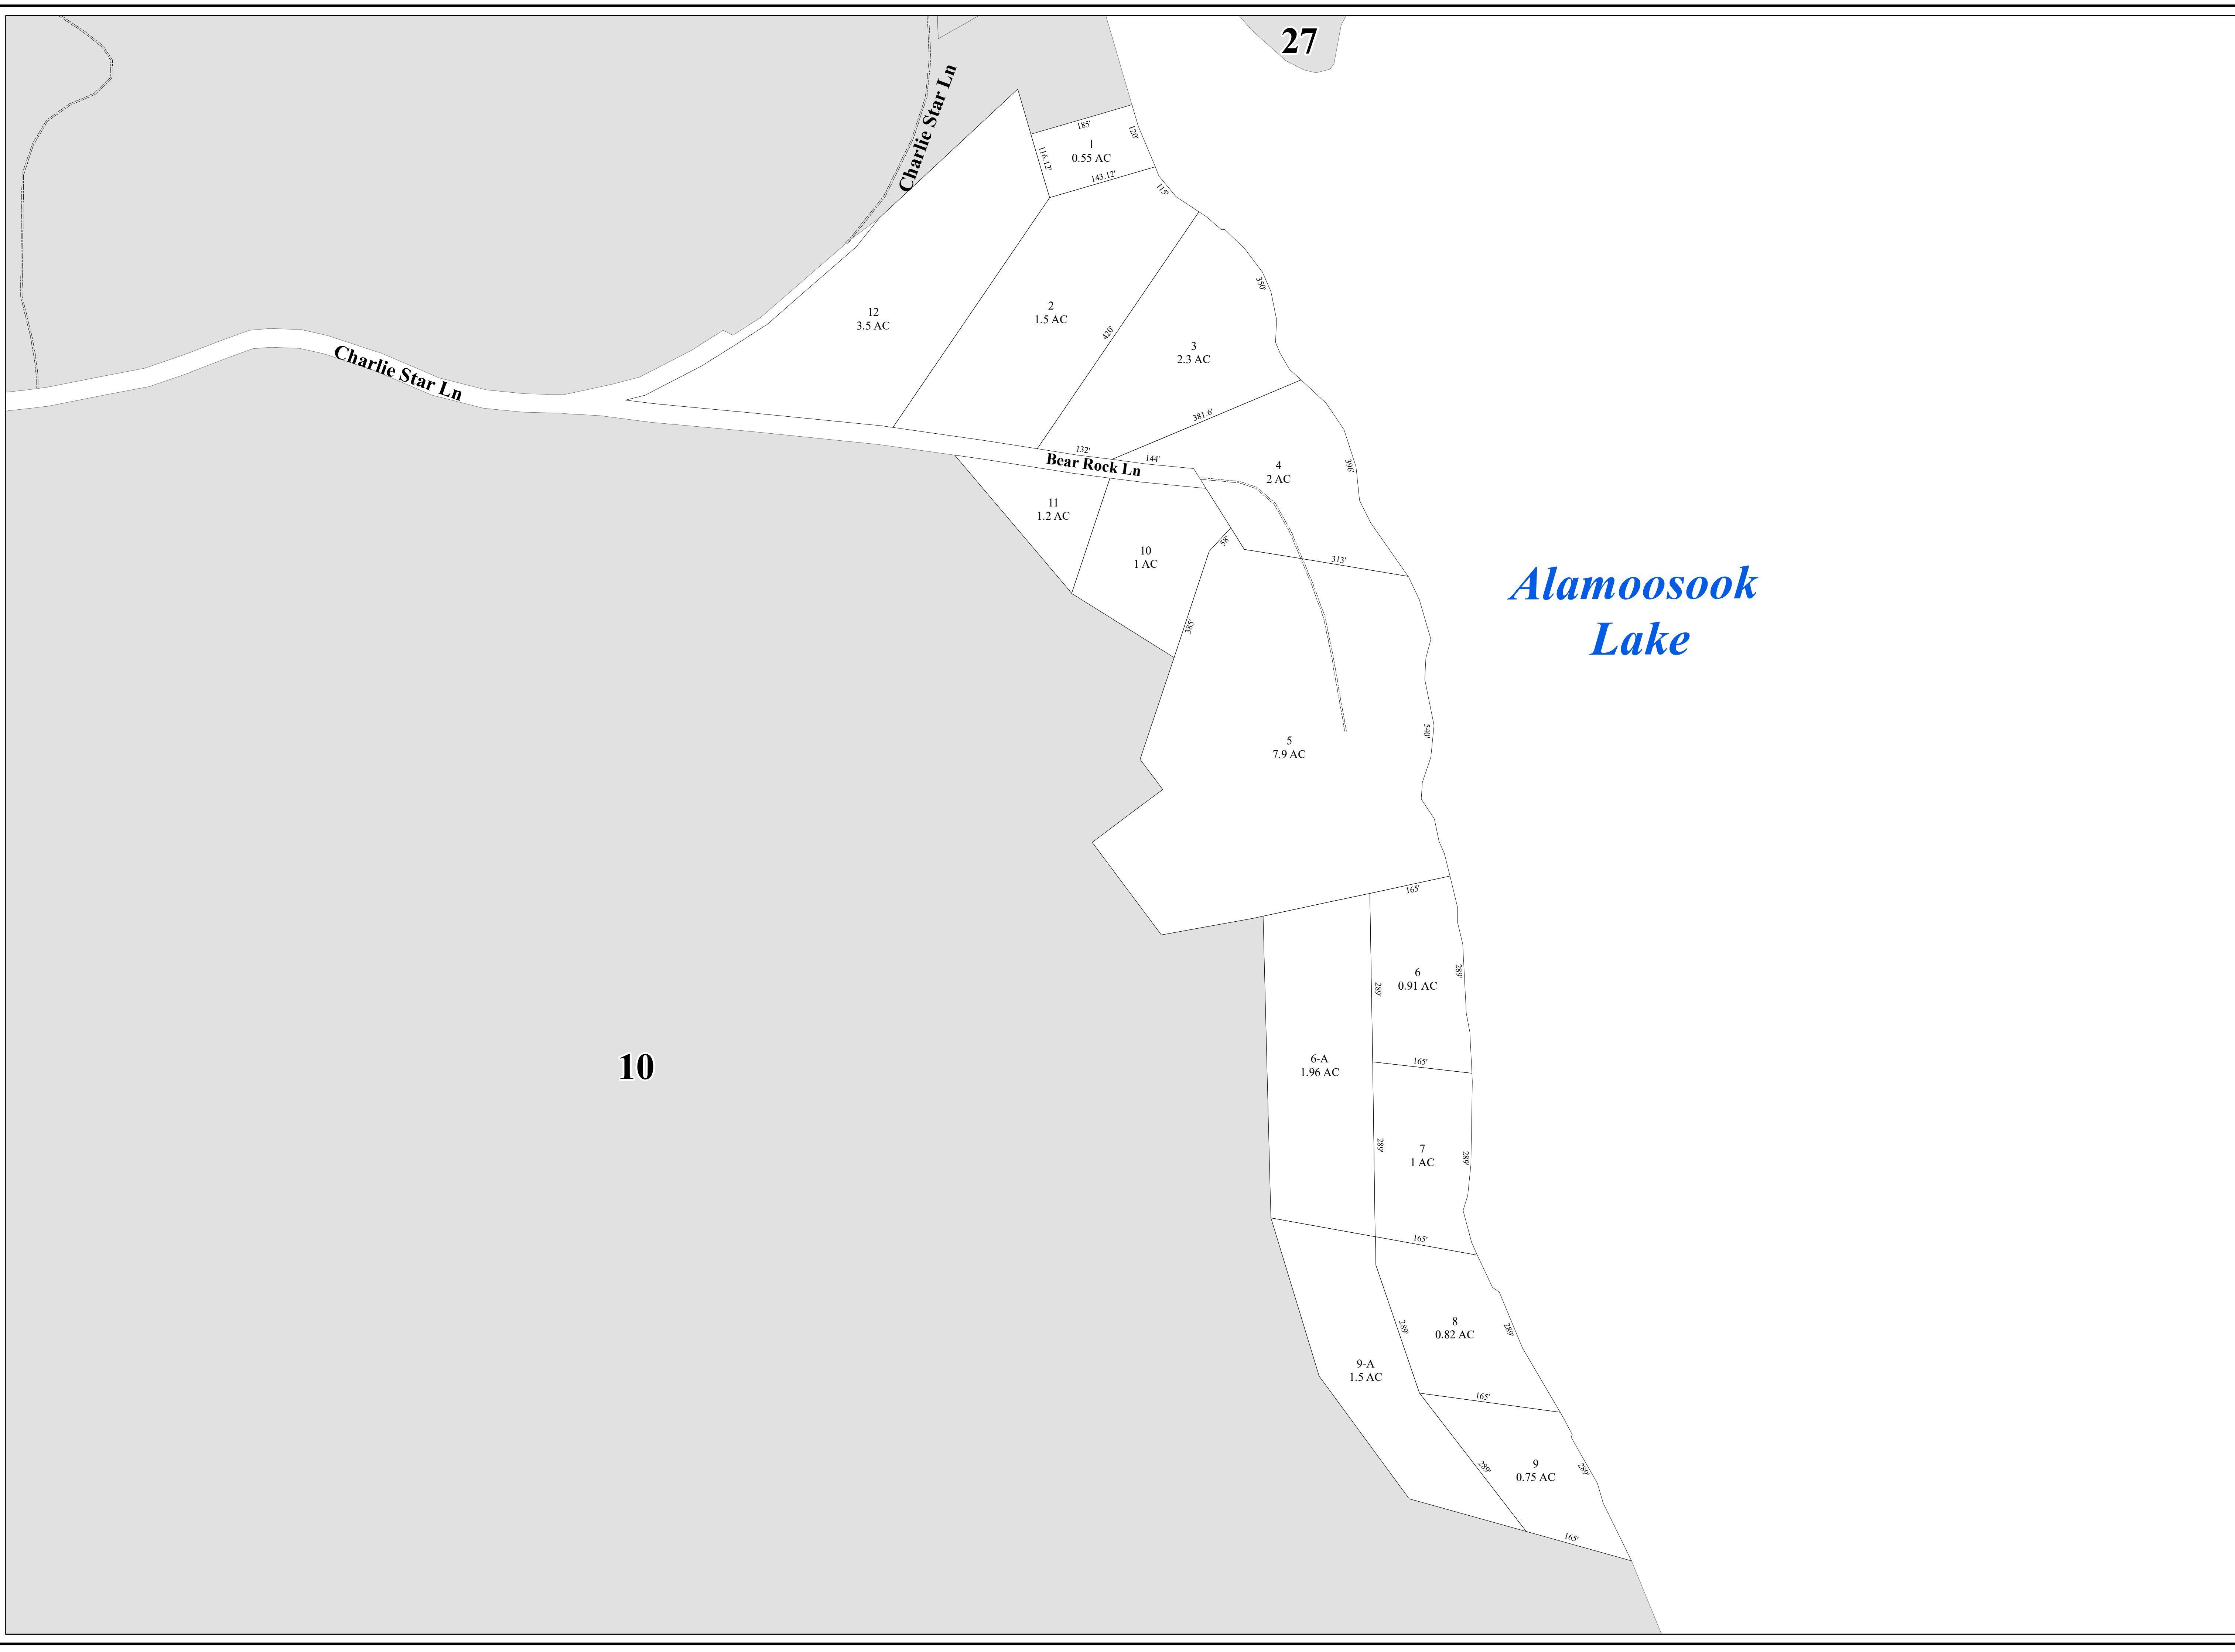 27
Charlie Star Ln
185'
120'
1
0.55 AC
116.12'
143.12'
115'
350'
12
3.5 AC
2
1.5 AC
420'
3
2.3 AC
Charlie Star Ln
381.6'
132'
144'
Bear Rock Ln
4
2 AC
396'
11
1.2 AC
10
1 AC
58'
313'
Alamoosook
Lake
385'
5
7.9 AC
540'
165'
6
0.91 AC
289'
289'
6-A
1.96 AC
10
165'
7
1 AC
289'
289'
165'
8
0.82 AC
289'
289'
9-A
1.5 AC
165'
9
0.75 AC
289'
289'
165'